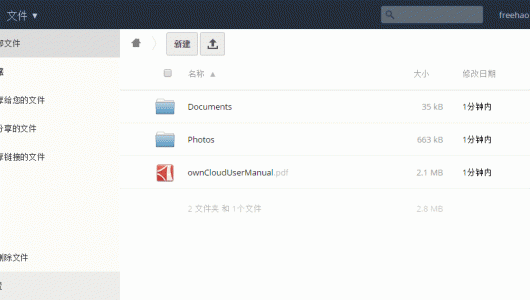 文件 ▾
freehao
部文件
新建
名称 ▲ 大小 修改日期
享给您的文件
Documents 35 kB 1分钟内
分享的文件
Photos 663 kB 1分钟内
享链接的文件
ownCloudUserManual.pdf 2.1 MB 1分钟内
2 文件夹 和 1个文件 2.8 MB
删除文件